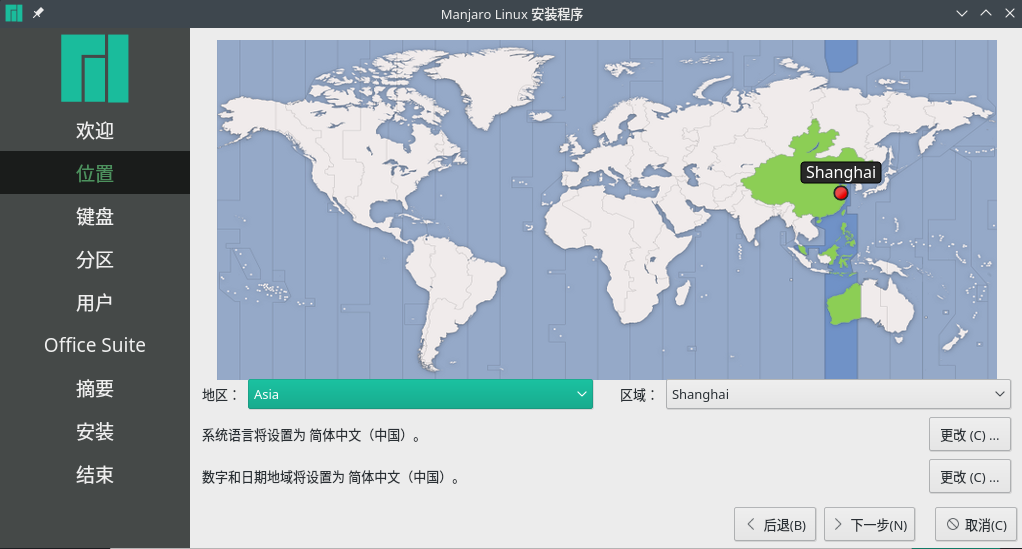 Manjaro Linux 安装程序
欢迎
位置
键盘
分区
用户
Office Suite
摘要
安装
结束
Shanghai
地区： Asia 区域： Shanghai
系统语言将设置为 简体中文（中国）。 更改 (C) ...
数字和日期地域将设置为 简体中文（中国）。 更改 (C) ...
后退(B) 下一步(N) 取消(C)